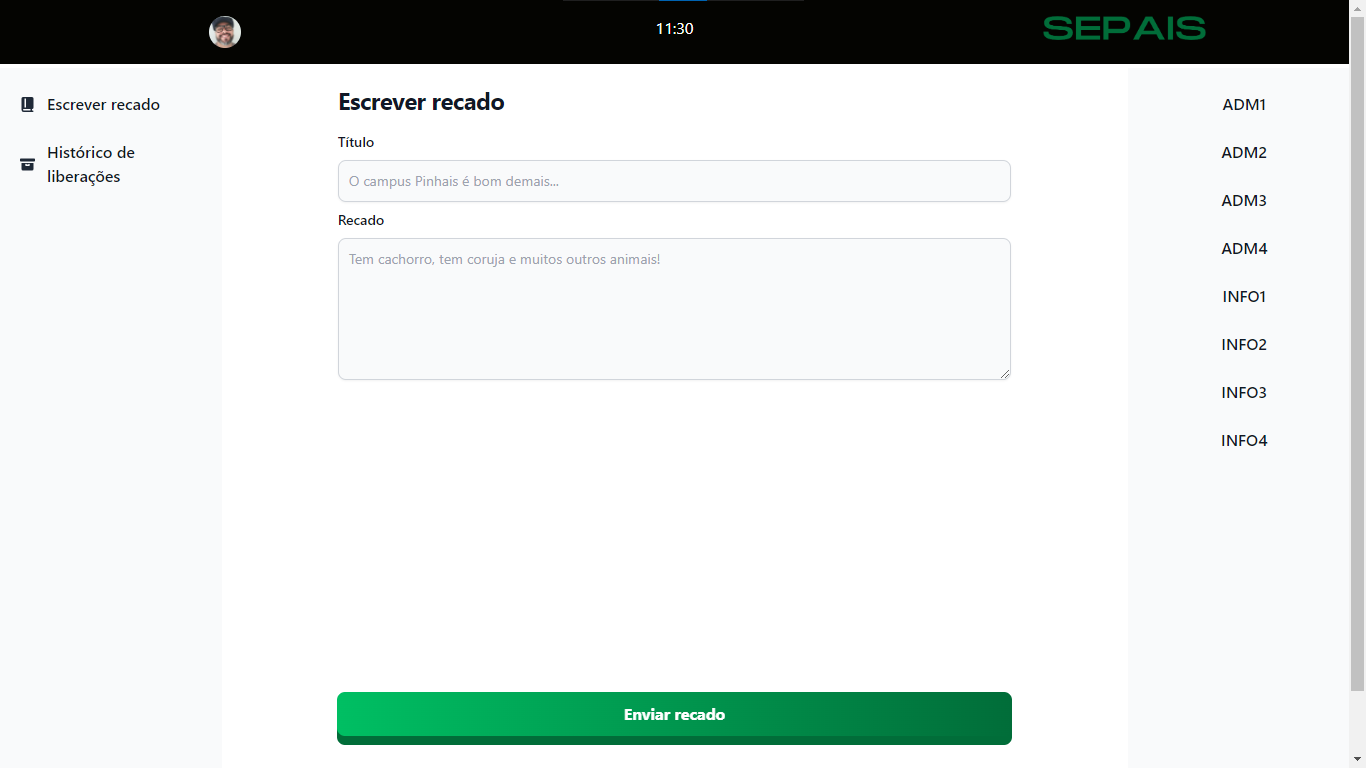 11:30
SEPAIS
Escrever recado
Histórico de
liberações
Escrever recado
Título
O campus Pinhais é bom demais...
Recado
Tem cachorro, tem coruja e muitos outros animais!
Enviar recado
ADM1
ADM2
ADM3
ADM4
INFO1
INFO2
INFO3
INFO4